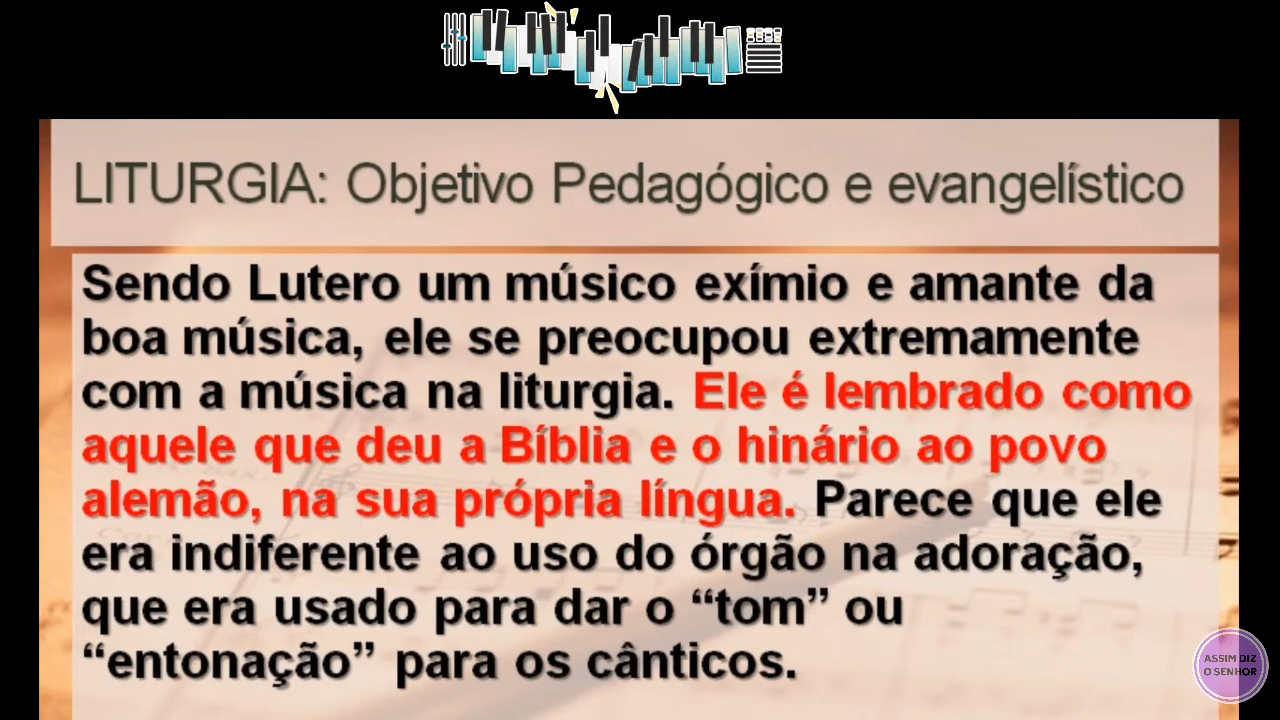 LITURGIA: Objetivo Pedagógico e evangelístico
Sendo Lutero um músico exímio e amante da
boa música, ele se preocupou extremamente
com a música na liturgia. Ele é lembrado como
aquele que deu a Bíblia e o hinário ao povo
alemão, na sua própria língua. Parece que ele
era indiferente ao uso do órgão na adoração,
que era usado para dar o “tom” ou
“entonação” para os cânticos.
ASSIM DIZ
O SENHOR